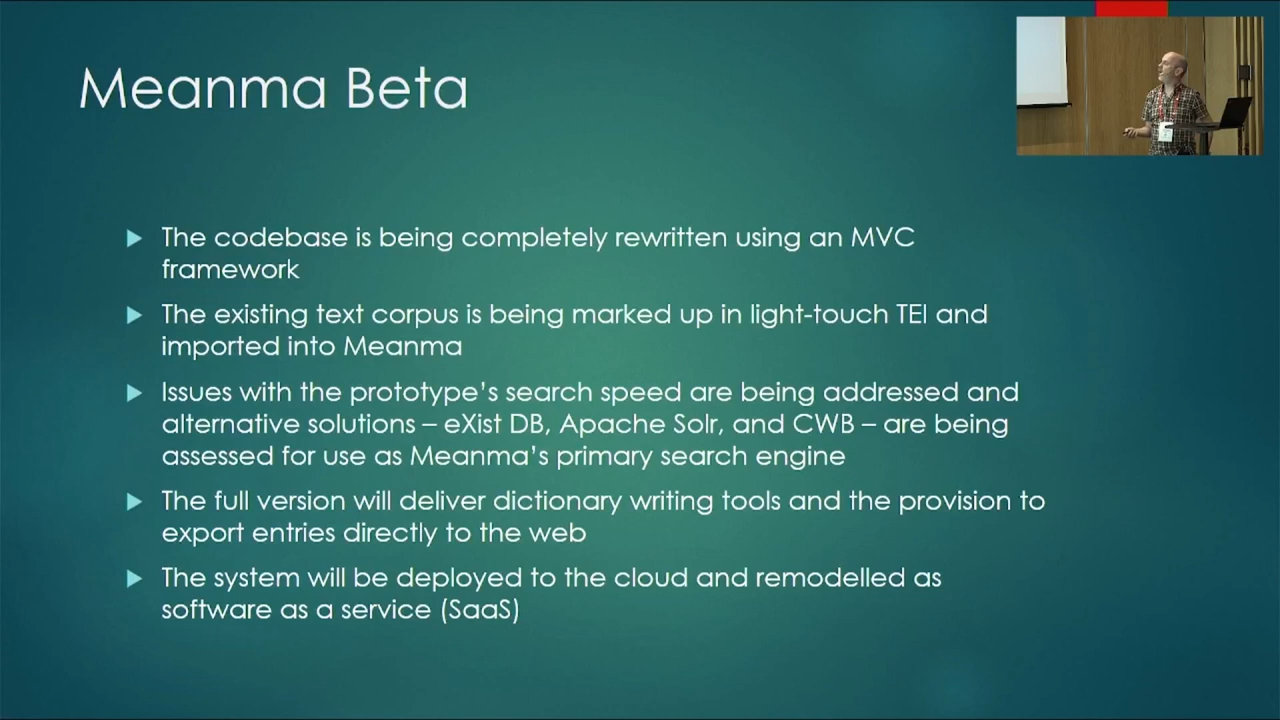 Meanma Beta
The codebase is being completely rewritten using an MVC
framework
The existing text corpus is being marked up in light-touch TEI and
imported into Meanma
Issues with the prototype's search speed are being addressed and
alternative solutions – eXist DB, Apache Solr, and CWB – are being
assessed for use as Meanma's primary search engine
The full version will deliver dictionary writing tools and the provision to
export entries directly to the web
The system will be deployed to the cloud and remodelled as
software as a service (SaaS)